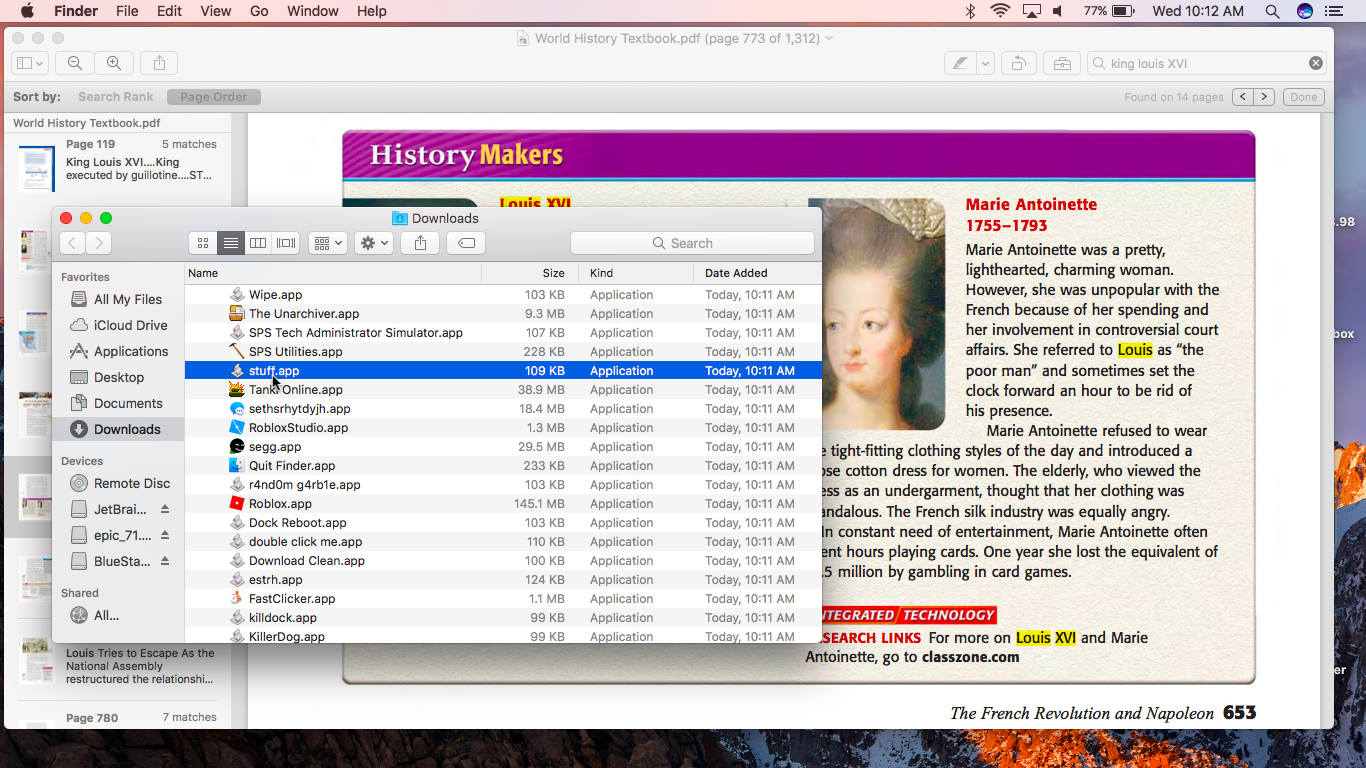 Finder File Edit View Go Window Help 77% Wed 10:12 AM
World History Textbook.pdf (page 773 of 1,312)
king louis XVI
Sort by: Search Rank Page Order Found on 14 pages Done
World History Textbook.pdf
Page 119 5 matches
King Louis XVI....King
executed by guillotine....ST...
History Makers
Louis XVI
Marie Antoinette
1755–1793
Marie Antoinette was a pretty,
lighthearted, charming woman.
However, she was unpopular with the
French because of her spending and
her involvement in controversial court
affairs. She referred to Louis as “the
poor man” and sometimes set the
clock forward an hour to be rid of
his presence.
Marie Antoinette refused to wear
e tight-fitting clothing styles of the day and introduced a
ose cotton dress for women. The elderly, who viewed the
ess as an undergarment, thought that her clothing was
andalous. The French silk industry was equally angry.
In constant need of entertainment, Marie Antoinette often
ent hours playing cards. One year she lost the equivalent of
.5 million by gambling in card games.
NTEGRATED TECHNOLOGY
SEARCH LINKS For more on Louis XVI and Marie
Antoinette, go to classzone.com
The French Revolution and Napoleon 653
Downloads
Search
Favorites
All My Files
iCloud Drive
Applications
Desktop
Documents
Downloads
Devices
Remote Disc
JetBrai...
epic_71....
BlueSta...
Shared
All...
Name Size Kind Date Added
Wipe.app 103 KB Application Today, 10:11 AM
The Unarchiver.app 9.3 MB Application Today, 10:11 AM
SPS Tech Administrator Simulator.app 107 KB Application Today, 10:11 AM
SPS Utilities.app 228 KB Application Today, 10:11 AM
stuff.app 109 KB Application Today, 10:11 AM
Tanki Online.app 38.9 MB Application Today, 10:11 AM
sethsrhytdyjh.app 18.4 MB Application Today, 10:11 AM
RobloxStudio.app 1.3 MB Application Today, 10:11 AM
segg.app 29.5 MB Application Today, 10:11 AM
Quit Finder.app 233 KB Application Today, 10:11 AM
r4nd0m g4rb1e.app 103 KB Application Today, 10:11 AM
Roblox.app 145.1 MB Application Today, 10:11 AM
Dock Reboot.app 103 KB Application Today, 10:11 AM
double click me.app 110 KB Application Today, 10:11 AM
Download Clean.app 100 KB Application Today, 10:11 AM
estrh.app 124 KB Application Today, 10:11 AM
FastClicker.app 1.1 MB Application Today, 10:11 AM
killdock.app 99 KB Application Today, 10:11 AM
KillerDog.app 99 KB Application Today, 10:11 AM
Louis Tries to Escape As the
National Assembly
restructured the relationshi...
Page 780 7 matches
3.98
box
er